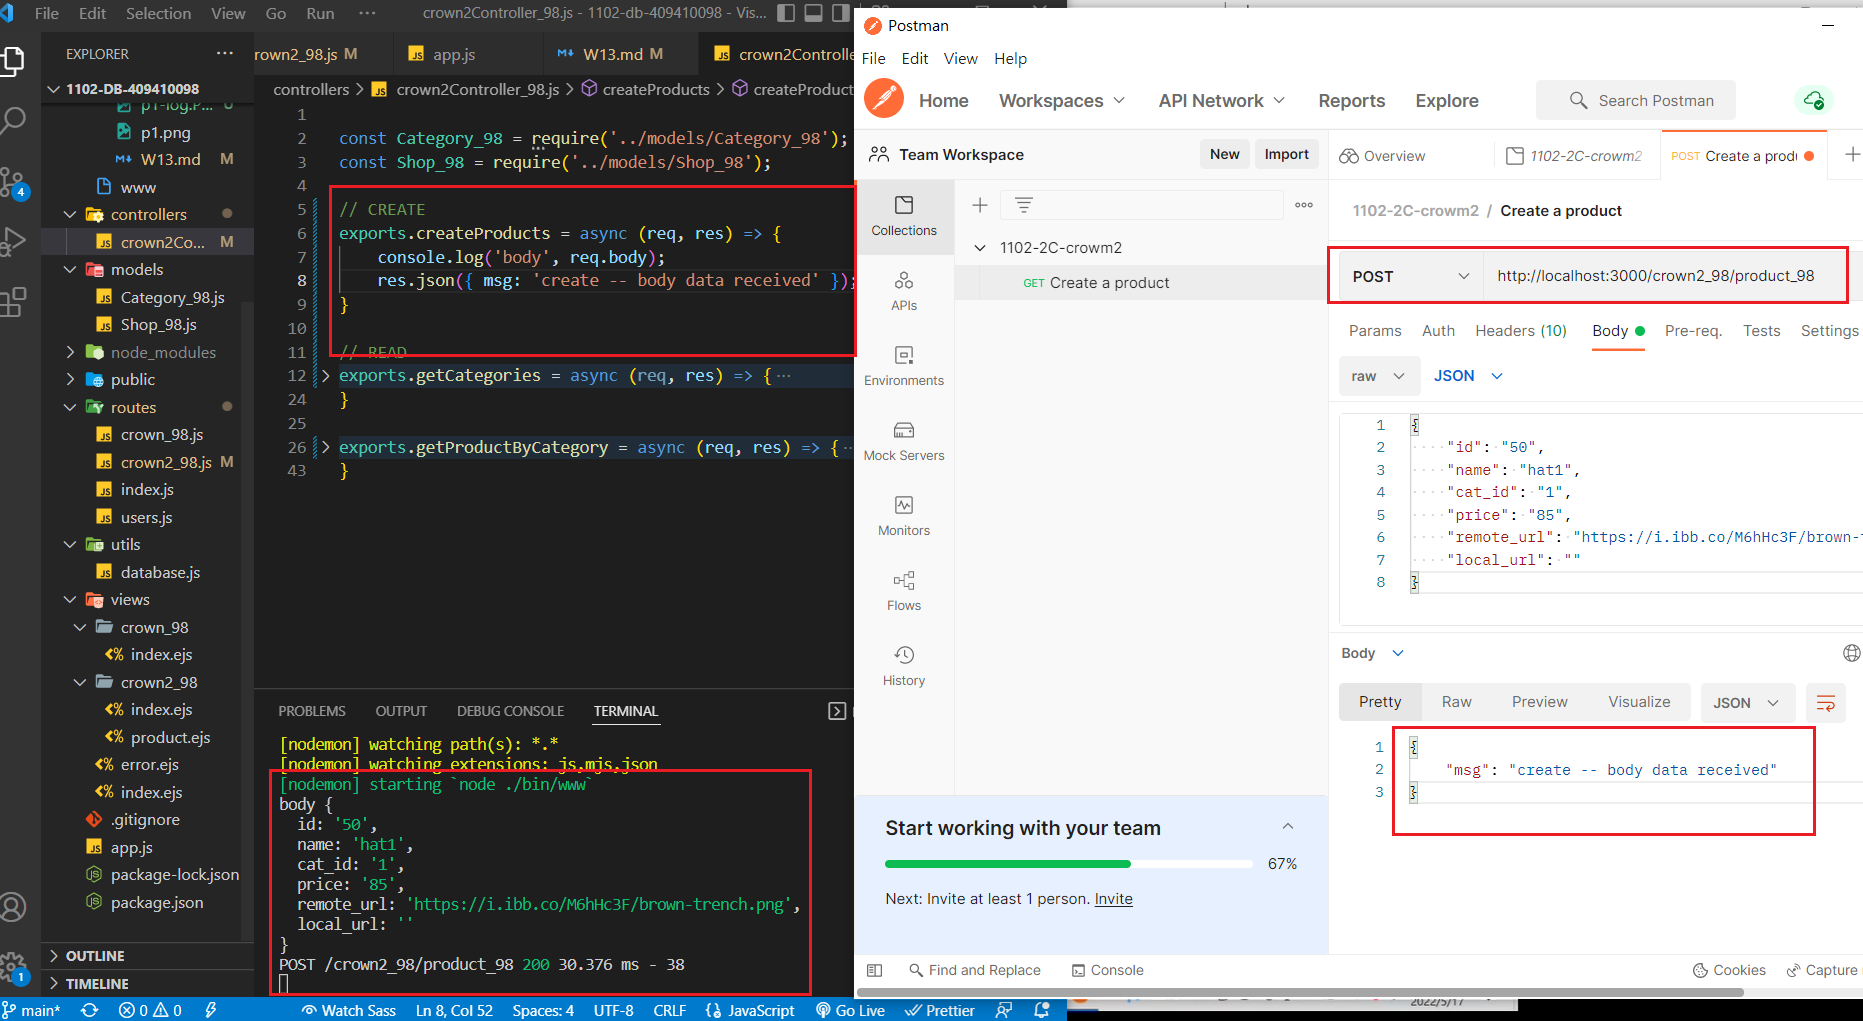 File Edit Selection View Go Run ··· crown2Controller_98.js - 1102-db-409410098 - Vis...
EXPLORER ···
1102-DB-409410098
p1-log.P... U
p1.png
W13.md M
www
controllers
crown2Co... M
models
Category_98.js
Shop_98.js
node_modules
public
routes
crown_98.js
crown2_98.js M
index.js
users.js
utils
database.js
views
crown_98
index.ejs
crown2_98
index.ejs
product.ejs
error.ejs
index.ejs
.gitignore
app.js
package-lock.json
package.json
OUTLINE
TIMELINE
4
1
rown2_98.js M app.js W13.md M crown2Controlle
controllers > crown2Controller_98.js > createProducts > createProduct
1
2 const Category_98 = require('../models/Category_98');
3 const Shop_98 = require('../models/Shop_98');
4
5 // CREATE
6 exports.createProducts = async (req, res) => {
7 console.log('body', req.body);
8 res.json({ msg: 'create -- body data received' });
9 }
10
11 // READ
12 exports.getCategories = async (req, res) => {···
24 }
25
26 exports.getProductByCategory = async (req, res) => {··
43 }
PROBLEMS OUTPUT DEBUG CONSOLE TERMINAL
[nodemon] watching path(s): *.*
[nodemon] watching extensions: js,mjs,json
[nodemon] starting `node ./bin/www`
body {
id: '50',
name: 'hat1',
cat_id: '1',
price: '85',
remote_url: 'https://i.ibb.co/M6hHc3F/brown-trench.png',
local_url: ''
}
POST /crown2_98/product_98 200 30.376 ms - 38
main* 0 0 Watch Sass Ln 8, Col 52 Spaces: 4 UTF-8 CRLF {} JavaScript Go Live Prettier
Postman
File Edit View Help
Home Workspaces API Network Reports Explore Search Postman
Team Workspace New Import
Overview 1102-2C-crowm2 POST Create a produ
Collections
APIs
Environments
Mock Servers
Monitors
Flows
History
1102-2C-crowm2
GET Create a product
1102-2C-crowm2 / Create a product
POST http://localhost:3000/crown2_98/product_98
Params Auth Headers (10) Body Pre-req. Tests Settings
raw JSON
1 {
2 "id": "50",
3 "name": "hat1",
4 "cat_id": "1",
5 "price": "85",
6 "remote_url": "https://i.ibb.co/M6hHc3F/brown-t
7 "local_url": ""
8 }
Body
Pretty Raw Preview Visualize JSON
1 {
2 "msg": "create -- body data received"
3 }
Start working with your team
67%
Next: Invite at least 1 person. Invite
Find and Replace Console Cookies Capture
2022/5/17